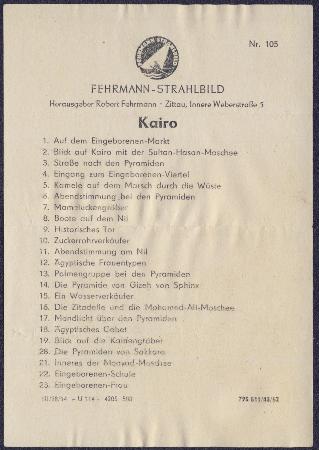 FEHRMANN STRAHLBILD
Nr. 105
FEHRMANN-STRAHLBILD
Herausgeber Robert Fehrmann - Zittau, Innere Weberstraße 5
Kairo
1. Auf dem Eingeborenen-Markt
2. Blick auf Kairo mit der Sultan-Hasan-Moschee
3. Straße nach den Pyramiden
4. Eingang zum Eingeborenen-Viertel
5. Kamele auf dem Marsch durch die Wüste
6. Abendstimmung bei den Pyramiden
7. Mameluckengräber
8. Boote auf dem Nil
9. Historisches Tor
10. Zuckerrohrverkäufer
11. Abendstimmung am Nil
12. Ägyptische Frauentypen
13. Palmengruppe bei den Pyramiden
14. Die Pyramide von Gizeh von Sphinx
15. Ein Wasserverkäufer
16. Die Zitadelle und die Mohamed-Ali-Moschee
17. Mondlicht über den Pyramiden
18. Ägyptisches Gebet
19. Blick auf die Kalifengräber
20. Die Pyramiden von Sakkara
21. Inneres der Moayad-Moschee
22. Eingeborenen-Schule
23. Eingeborenen-Frau